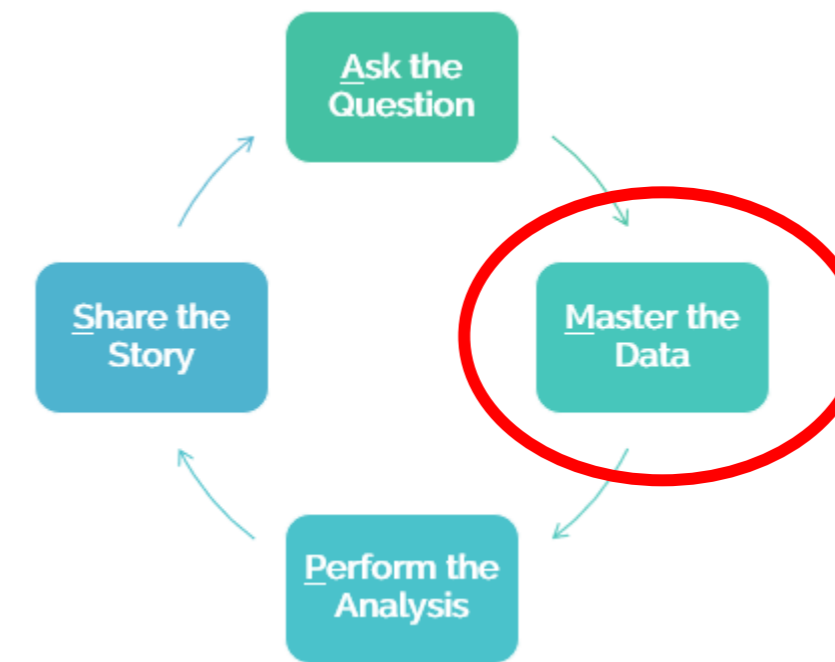 Ask the
Question
Master the
Data
Perform the
Analysis
Share the
Story